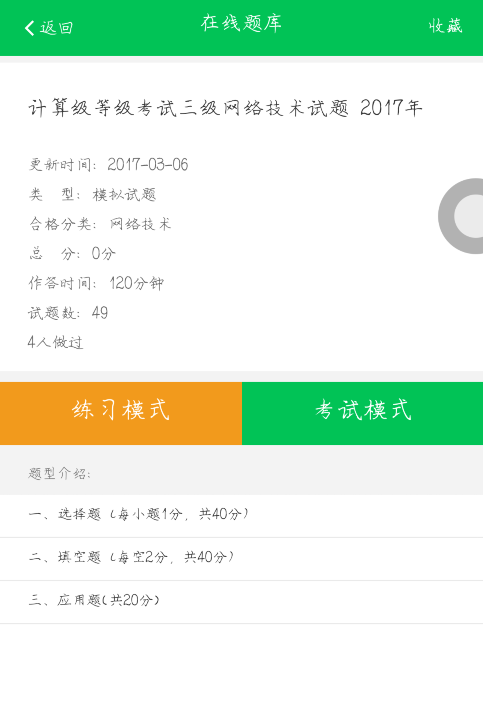 返回
在线题库
收藏
计算级等级考试三级网络技术试题 2017年
更新时间: 2017-03-06
类 型: 模拟试题
合格分类: 网络技术
总 分: 0分
作答时间: 120分钟
试题数: 49
4人做过
练习模式
考试模式
题型介绍:
一、选择题（每小题1分，共40分）
二、填空题（每空2分，共40分）
三、应用题(共20分)